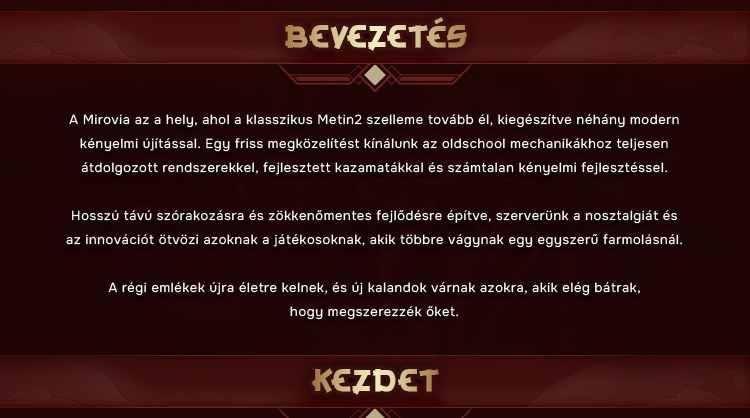 BEVEZETÉS
A Mirovia az a hely, ahol a klasszikus Metin2 szelleme tovább él, kiegészítve néhány modern
kényelmi újítással. Egy friss megközelítést kínálunk az oldschool mechanikákhoz teljesen
átdolgozott rendszerekkel, fejlesztett kazamatákkal és számtalan kényelmi fejlesztéssel.
Hosszú távú szórakozásra és zökkenőmentes fejlődésre építve, szerverünk a nosztalgiát és
az innovációt ötvözi azoknak a játékosoknak, akik többre vágynak egy egyszerű farmolásnál.
A régi emlékek újra életre kelnek, és új kalandok várnak azokra, akik elég bátrak,
hogy megszerezzék őket.
KEZDET